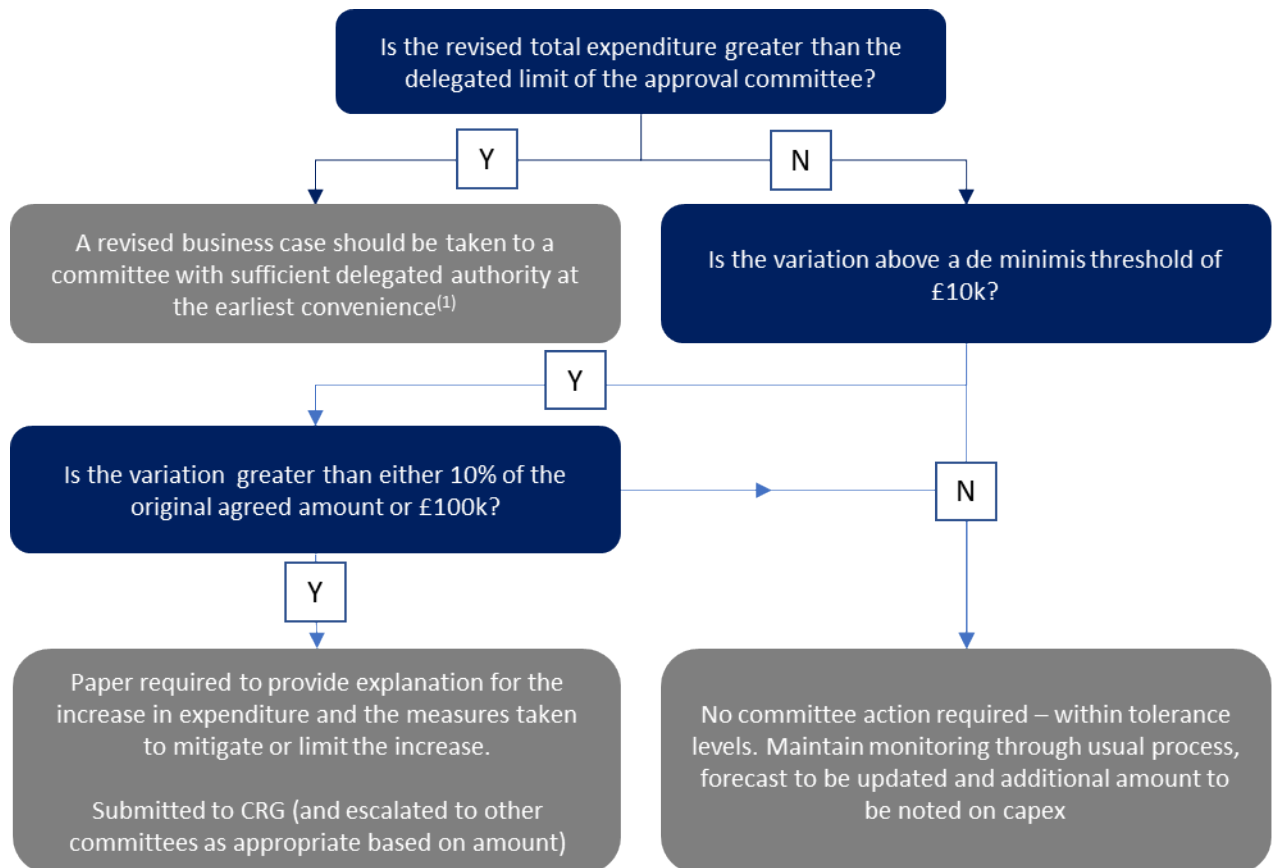 Is the revised total expenditure greater than the
delegated limit of the approval committee?
Y
N
A revised business case should be taken to a
committee with sufficient delegated authority at
the earliest convenience(1)
Is the variation above a de minimis threshold of
£10k?
Y
Is the variation greater than either 10% of the
original agreed amount or £100k?
N
Y
Paper required to provide explanation for the
increase in expenditure and the measures taken
to mitigate or limit the increase.
Submitted to CRG (and escalated to other
committees as appropriate based on amount)
No committee action required – within tolerance
levels. Maintain monitoring through usual process,
forecast to be updated and additional amount to
be noted on capex